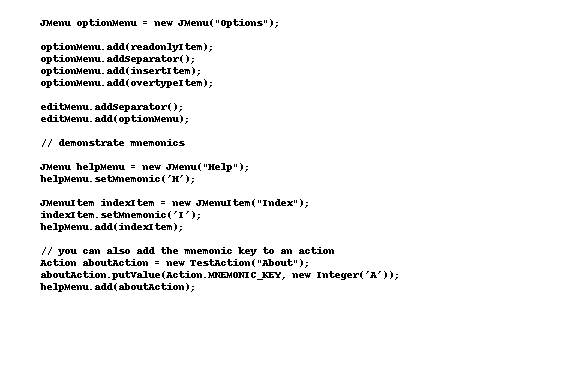 JMenu optionMenu = new JMenu("Options");
optionMenu.add(readonlyItem);
optionMenu.addSeparator();
optionMenu.add(insertItem);
optionMenu.add(overtypeItem);
editMenu.addSeparator();
editMenu.add(optionMenu);
// demonstrate mnemonics
JMenu helpMenu = new JMenu("Help");
helpMenu.setMnemonic('H');
JMenuItem indexItem = new JMenuItem("Index");
indexItem.setMnemonic('I');
helpMenu.add(indexItem);
// you can also add the mnemonic key to an action
Action aboutAction = new TestAction("About");
aboutAction.putValue(Action.MNEMONIC_KEY, new Integer('A'));
helpMenu.add(aboutAction);